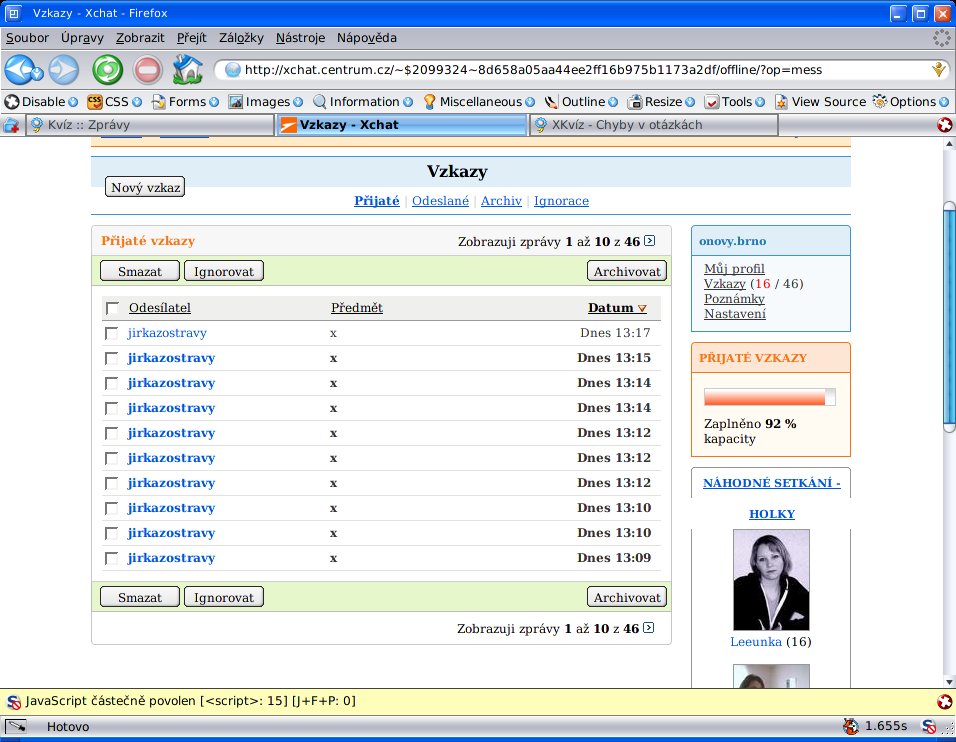 Vzkazy - Xchat - Firefox
Soubor Úpravy Zobrazit Přejít Záložky Nástroje Nápověda
http://xchat.centrum.cz/~$2099324~8d658a05aa44ee2ff16b975b1173a2df/offline/?op=mess
Disable CSS Forms Images Information Miscellaneous Outline Resize Tools View Source Options
Kvíz :: Zprávy Vzkazy - Xchat XKvíz - Chyby v otázkách
Vzkazy
Nový vzkaz
Přijaté | Odeslané | Archiv | Ignorace
Přijaté vzkazy Zobrazuji zprávy 1 až 10 z 46
Smazat Ignorovat Archivovat
Odesílatel Předmět Datum
jirkazostravy x Dnes 13:17
jirkazostravy x Dnes 13:15
jirkazostravy x Dnes 13:14
jirkazostravy x Dnes 13:14
jirkazostravy x Dnes 13:12
jirkazostravy x Dnes 13:12
jirkazostravy x Dnes 13:12
jirkazostravy x Dnes 13:10
jirkazostravy x Dnes 13:10
jirkazostravy x Dnes 13:09
Smazat Ignorovat Archivovat
Zobrazuji zprávy 1 až 10 z 46
onovy.brno
Můj profil
Vzkazy (16 / 46)
Poznámky
Nastavení
PŘIJATÉ VZKAZY
Zaplněno 92 %
kapacity
NÁHODNÉ SETKÁNÍ -
HOLKY
Leeunka (16)
JavaScript částečně povolen [<script>: 15] [J+F+P: 0]
Hotovo 1.655s